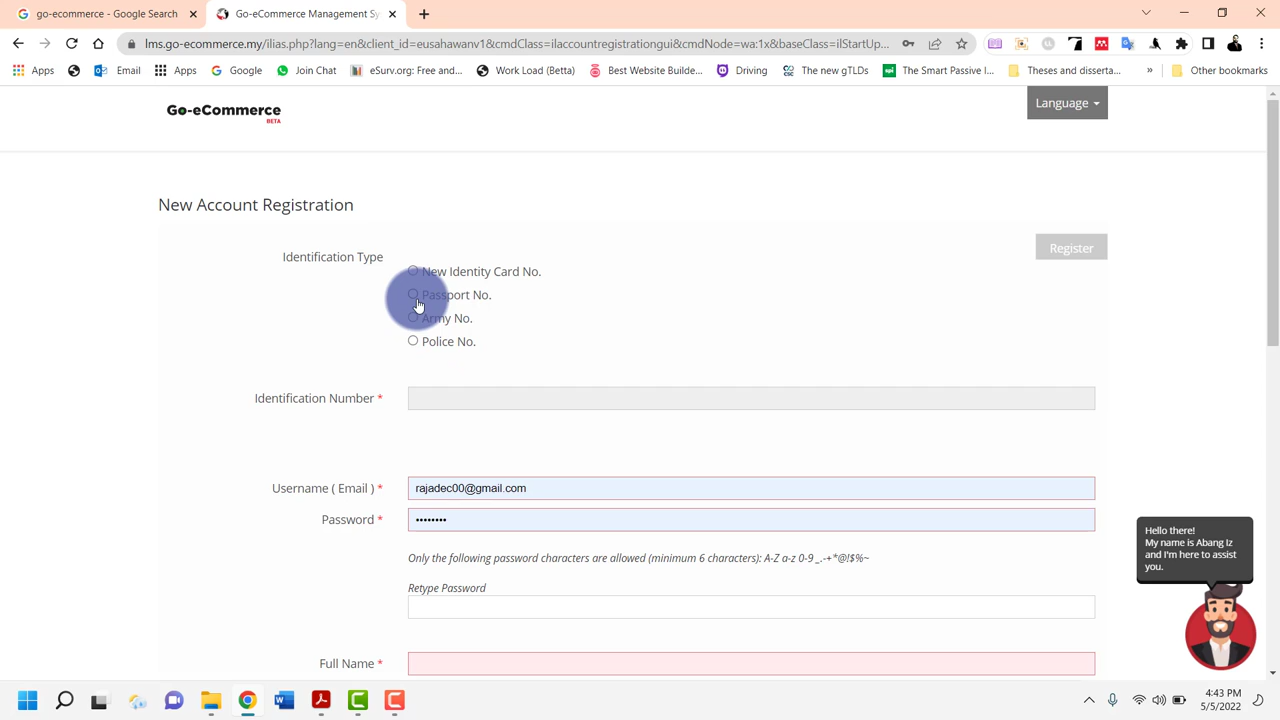 go-ecommerce - Google Search
Go-eCommerce Management Sy
lms.go-ecommerce.my/ilias.php?lang=en&client_id=eusahawanv1&cmdClass=ilaccountregistrationgui&cmdNode=wa:1x&baseClass=ilStartUp...
Apps
Email
Google
Join Chat
eSurv.org: Free and...
Work Load (Betta)
Best Website Builde...
Driving
The new gTLDs
The Smart Passive I...
Theses and disserta...
»
Other bookmarks
Go-eCommerce
BETA
Language
New Account Registration
Register
Identification Type
New Identity Card No.
Passport No.
Army No.
Police No.
Identification Number *
Username ( Email ) *
rajadec00@gmail.com
Password *
••••••••
Only the following password characters are allowed (minimum 6 characters): A-Z a-z 0-9 _.-+*@!$%~
Retype Password
Full Name *
Hello there!
My name is Abang Iz
and I'm here to assist
you.
4:43 PM
5/5/2022